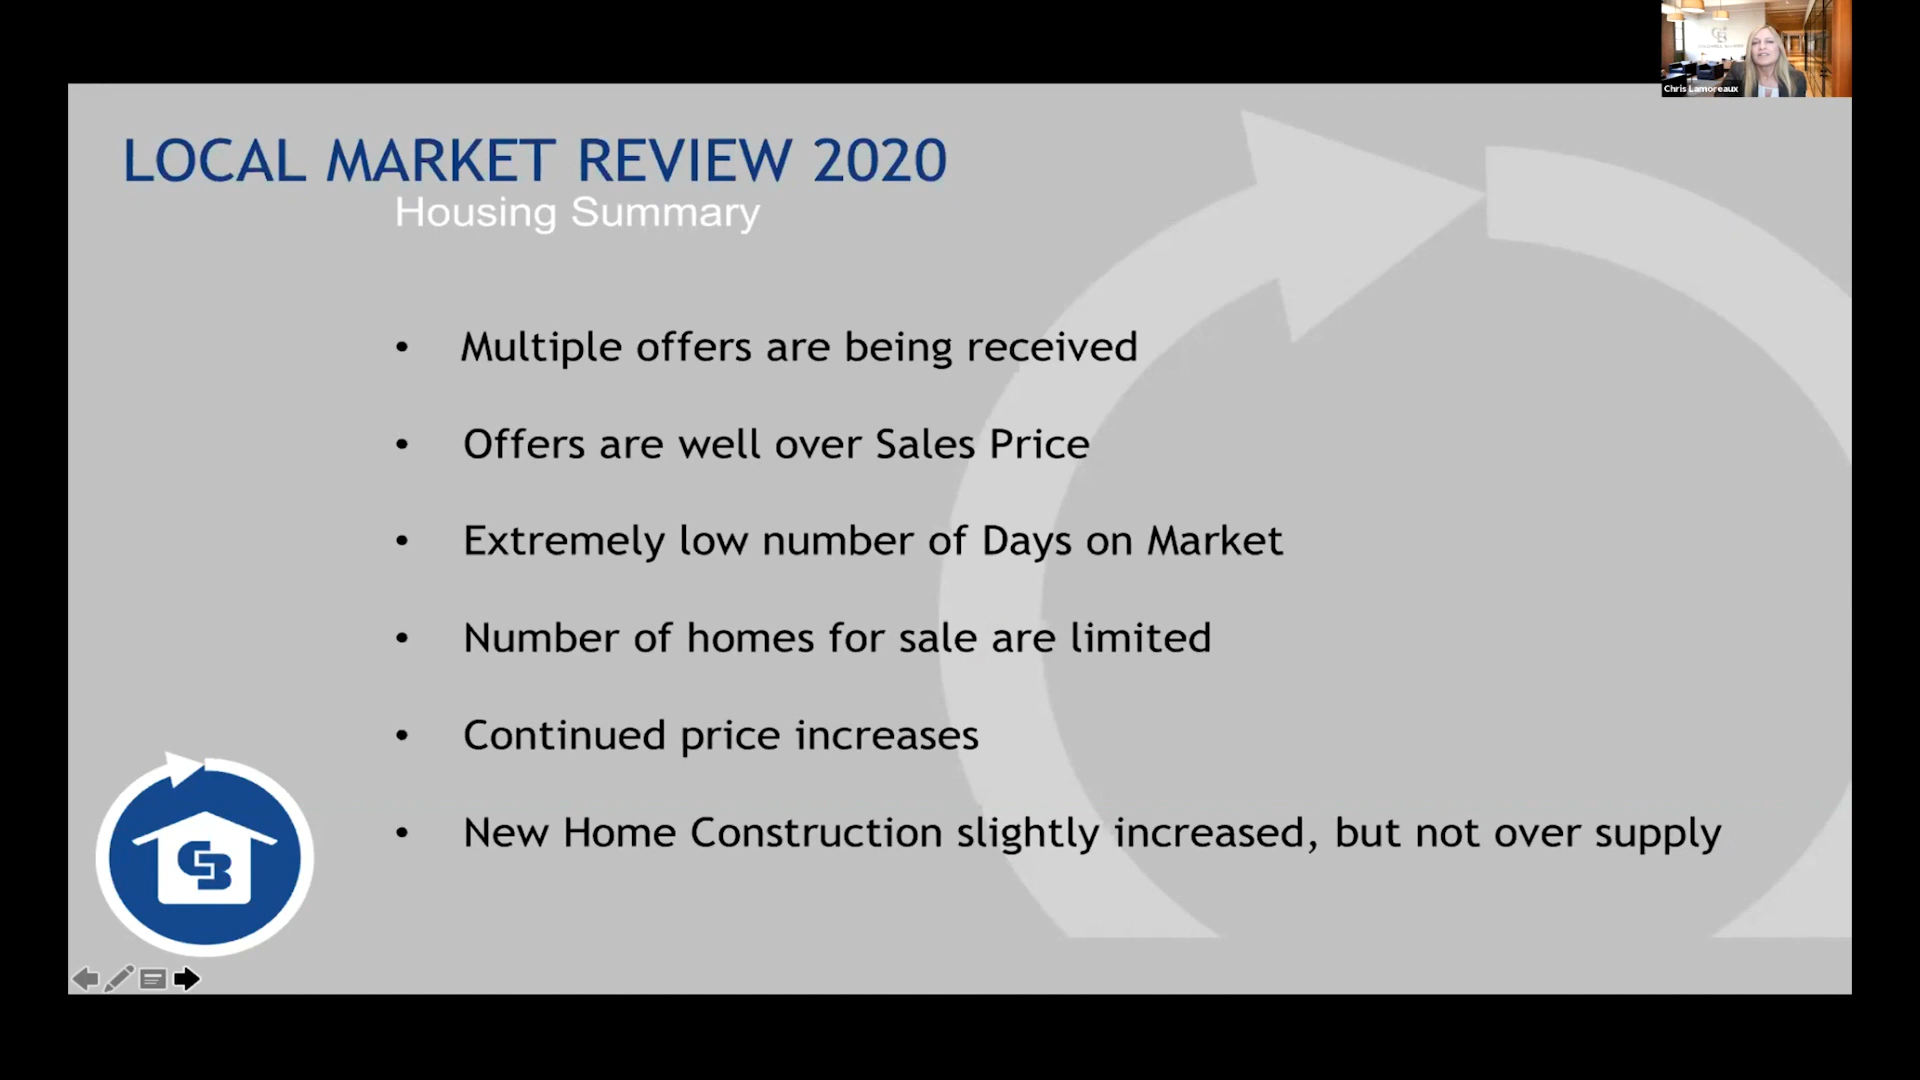 Chris Lamoreaux
LOCAL MARKET REVIEW 2020
Housing Summary
• Multiple offers are being received
• Offers are well over Sales Price
• Extremely low number of Days on Market
• Number of homes for sale are limited
• Continued price increases
• New Home Construction slightly increased, but not over supply
CB